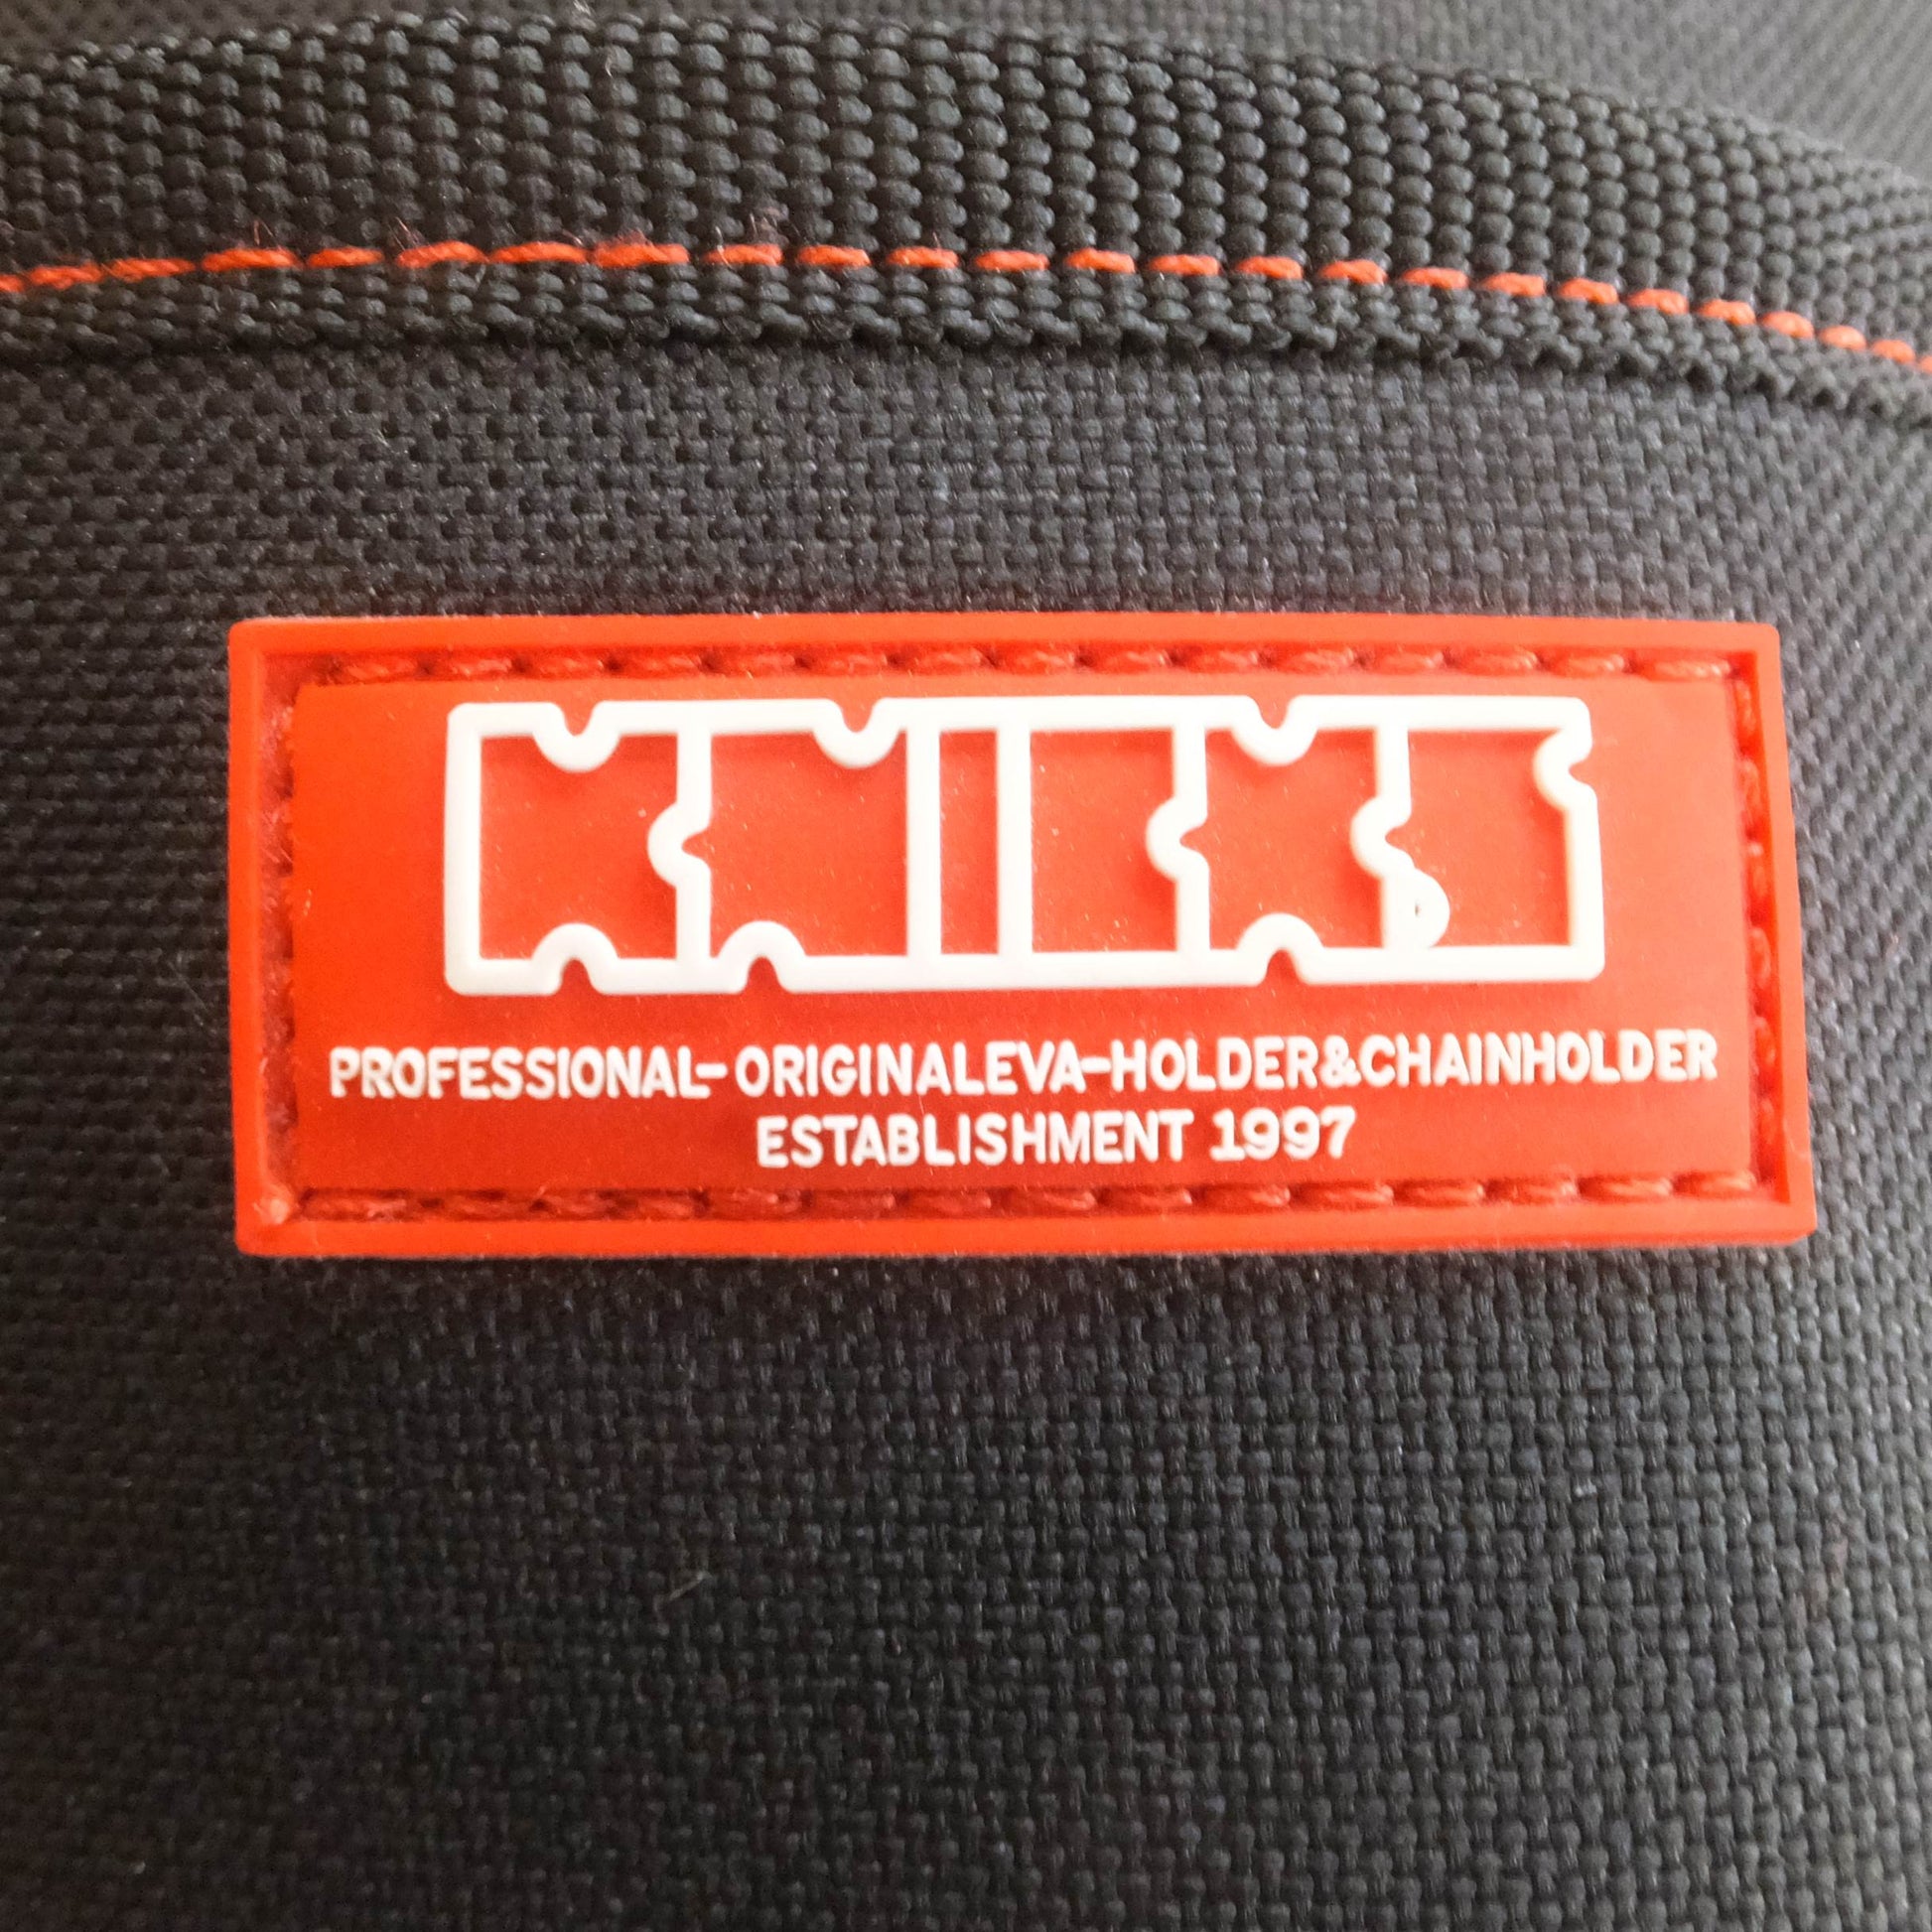 KNICKS
PROFESSIONAL-ORIGINALEVA-HOLDER&CHAINHOLDER
ESTABLISHMENT 1997